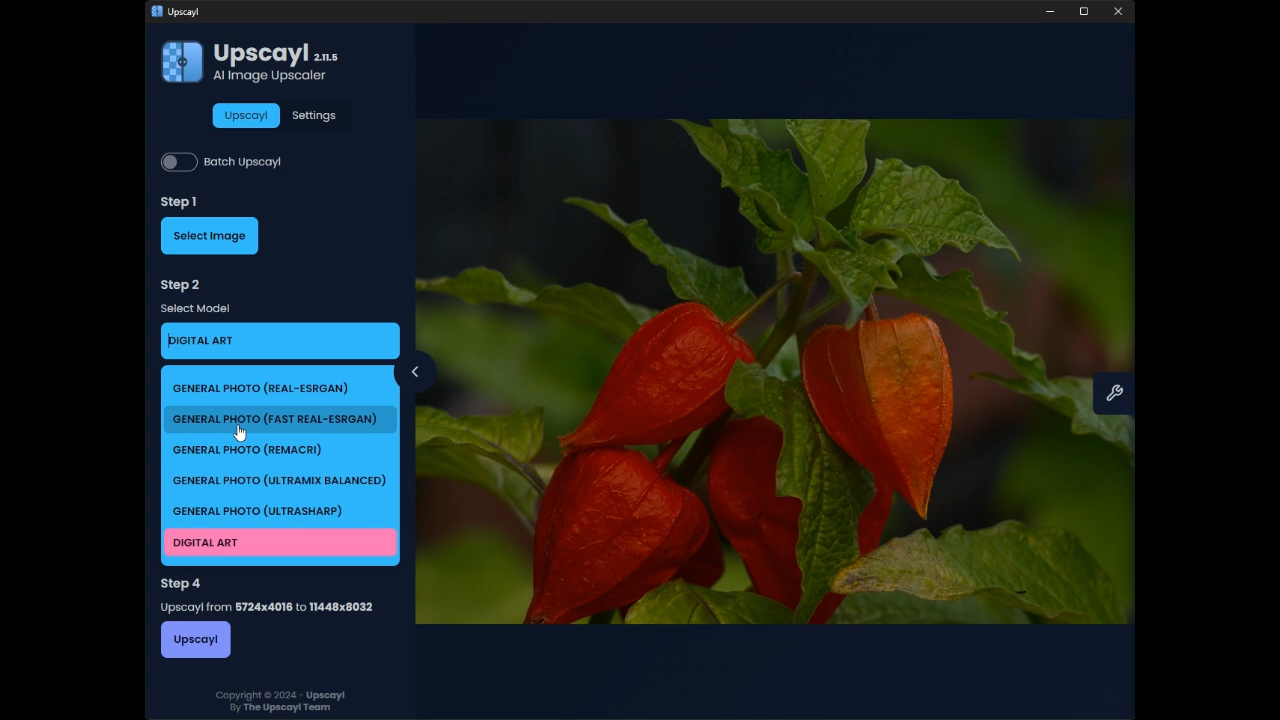 Upscayl
Upscayl 2.11.5
AI Image Upscaler
Upscayl Settings
Batch Upscayl
Step 1
Select Image
Step 2
Select Model
DIGITAL ART
GENERAL PHOTO (REAL-ESRGAN)
GENERAL PHOTO (FAST REAL-ESRGAN)
GENERAL PHOTO (REMACRI)
GENERAL PHOTO (ULTRAMIX BALANCED)
GENERAL PHOTO (ULTRASHARP)
DIGITAL ART
Step 4
Upscayl from 5724x4016 to 11448x8032
Upscayl
Copyright © 2024 - Upscayl
By The Upscayl Team